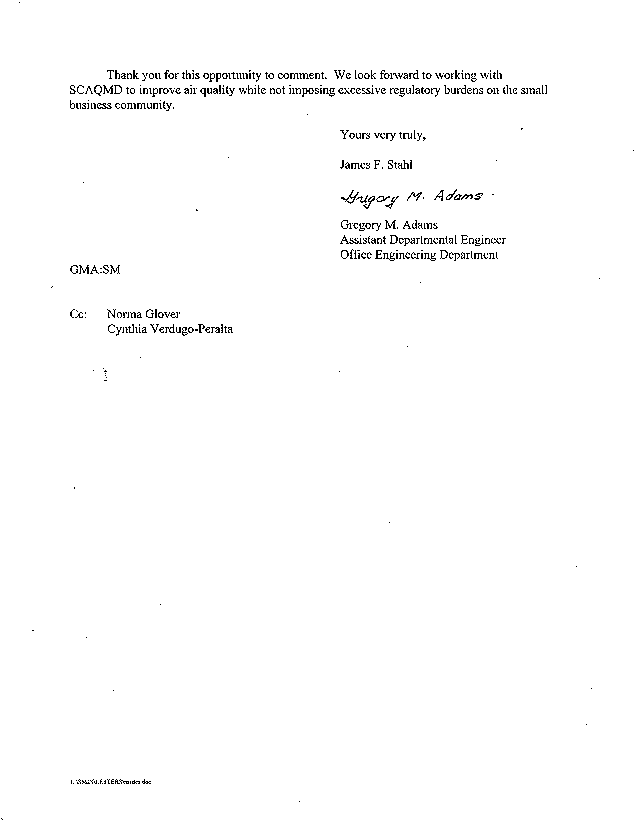 Thank you for this opportunity to comment. We look forward to working with
SCAQMD to improve air quality while not imposing excessive regulatory burdens on the small
business community.
Yours very truly,
James F. Stahl
Gregory M. Adams
Gregory M. Adams
Assistant Departmental Engineer
Office Engineering Department
GMA:SM
Cc: Norma Glover
Cynthia Verdugo-Peralta